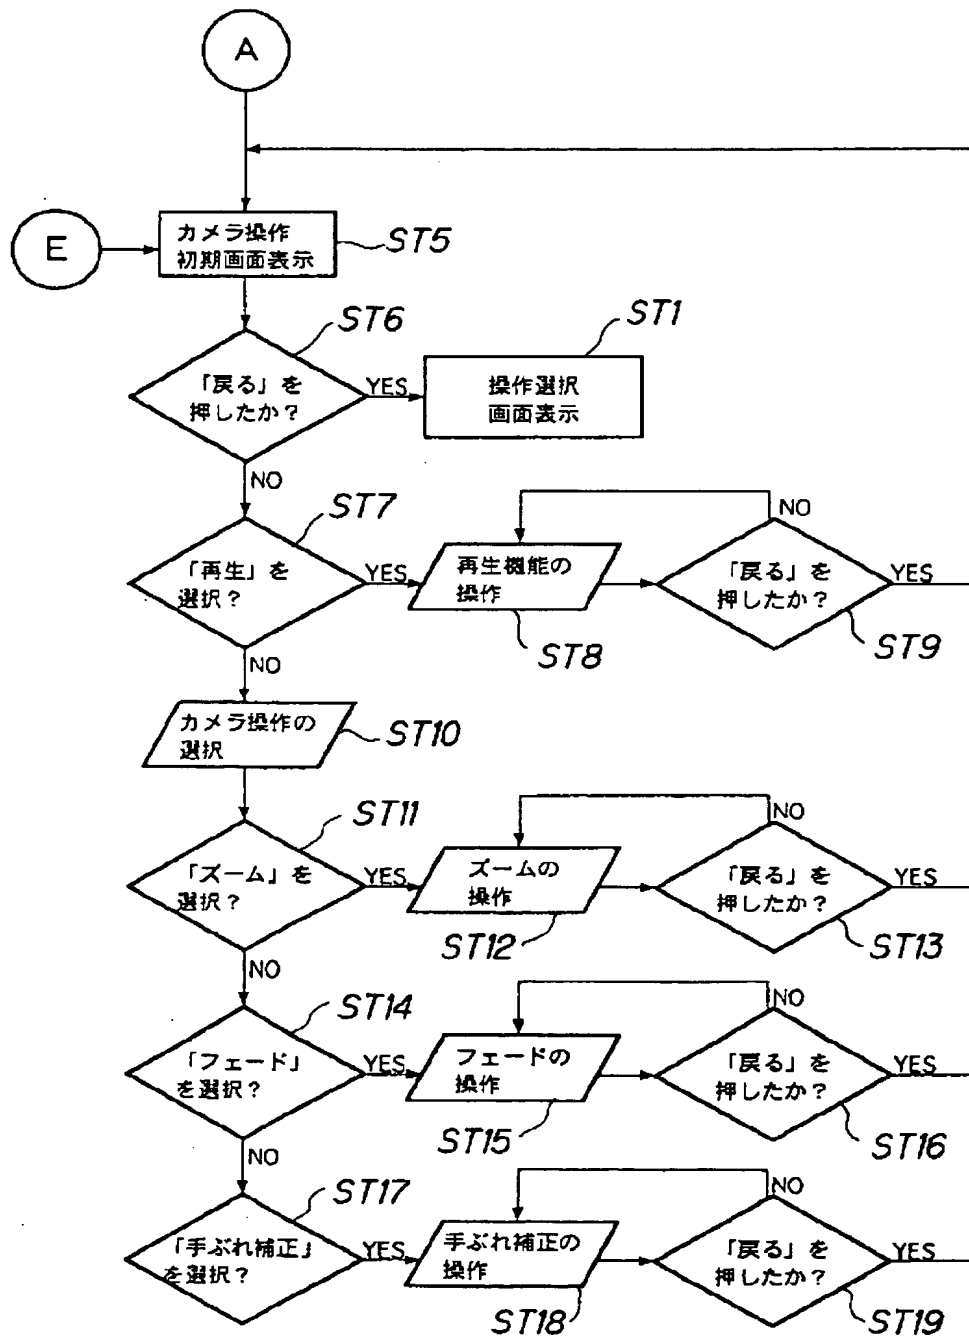 A
E
カメラ操作
初期画面表示
ST5
ST6
ST1
「戻る」を
押したか？
YES
操作選択
画面表示
NO
ST7
NO
「再生」を
選択？
YES
再生機能の
操作
「戻る」を
押したか？
YES
ST8
ST9
NO
カメラ操作の
選択
ST10
ST11
NO
「ズーム」を
選択？
YES
ズームの
操作
「戻る」を
押したか？
YES
ST12
ST13
NO
ST14
NO
「フェード」
を選択？
YES
フェードの
操作
「戻る」を
押したか？
YES
ST15
ST16
NO
ST17
NO
「手ぶれ補正」
を選択？
YES
手ぶれ補正の
操作
「戻る」を
押したか？
YES
ST18
ST19